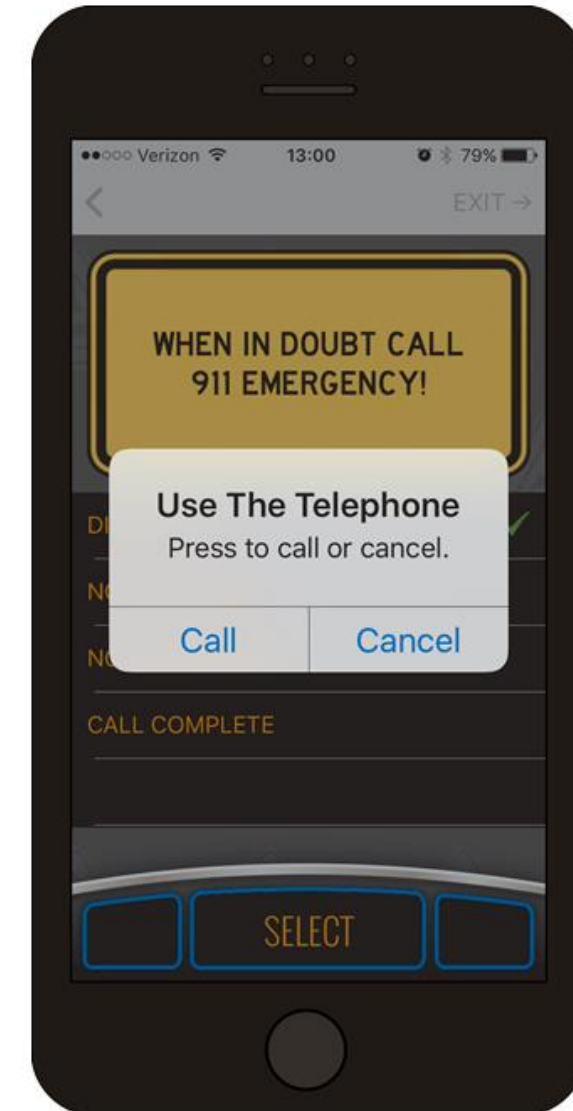 Verizon 13:00 79%
EXIT →
WHEN IN DOUBT CALL
911 EMERGENCY!
Use The Telephone
Press to call or cancel.
Call Cancel
CALL COMPLETE
SELECT